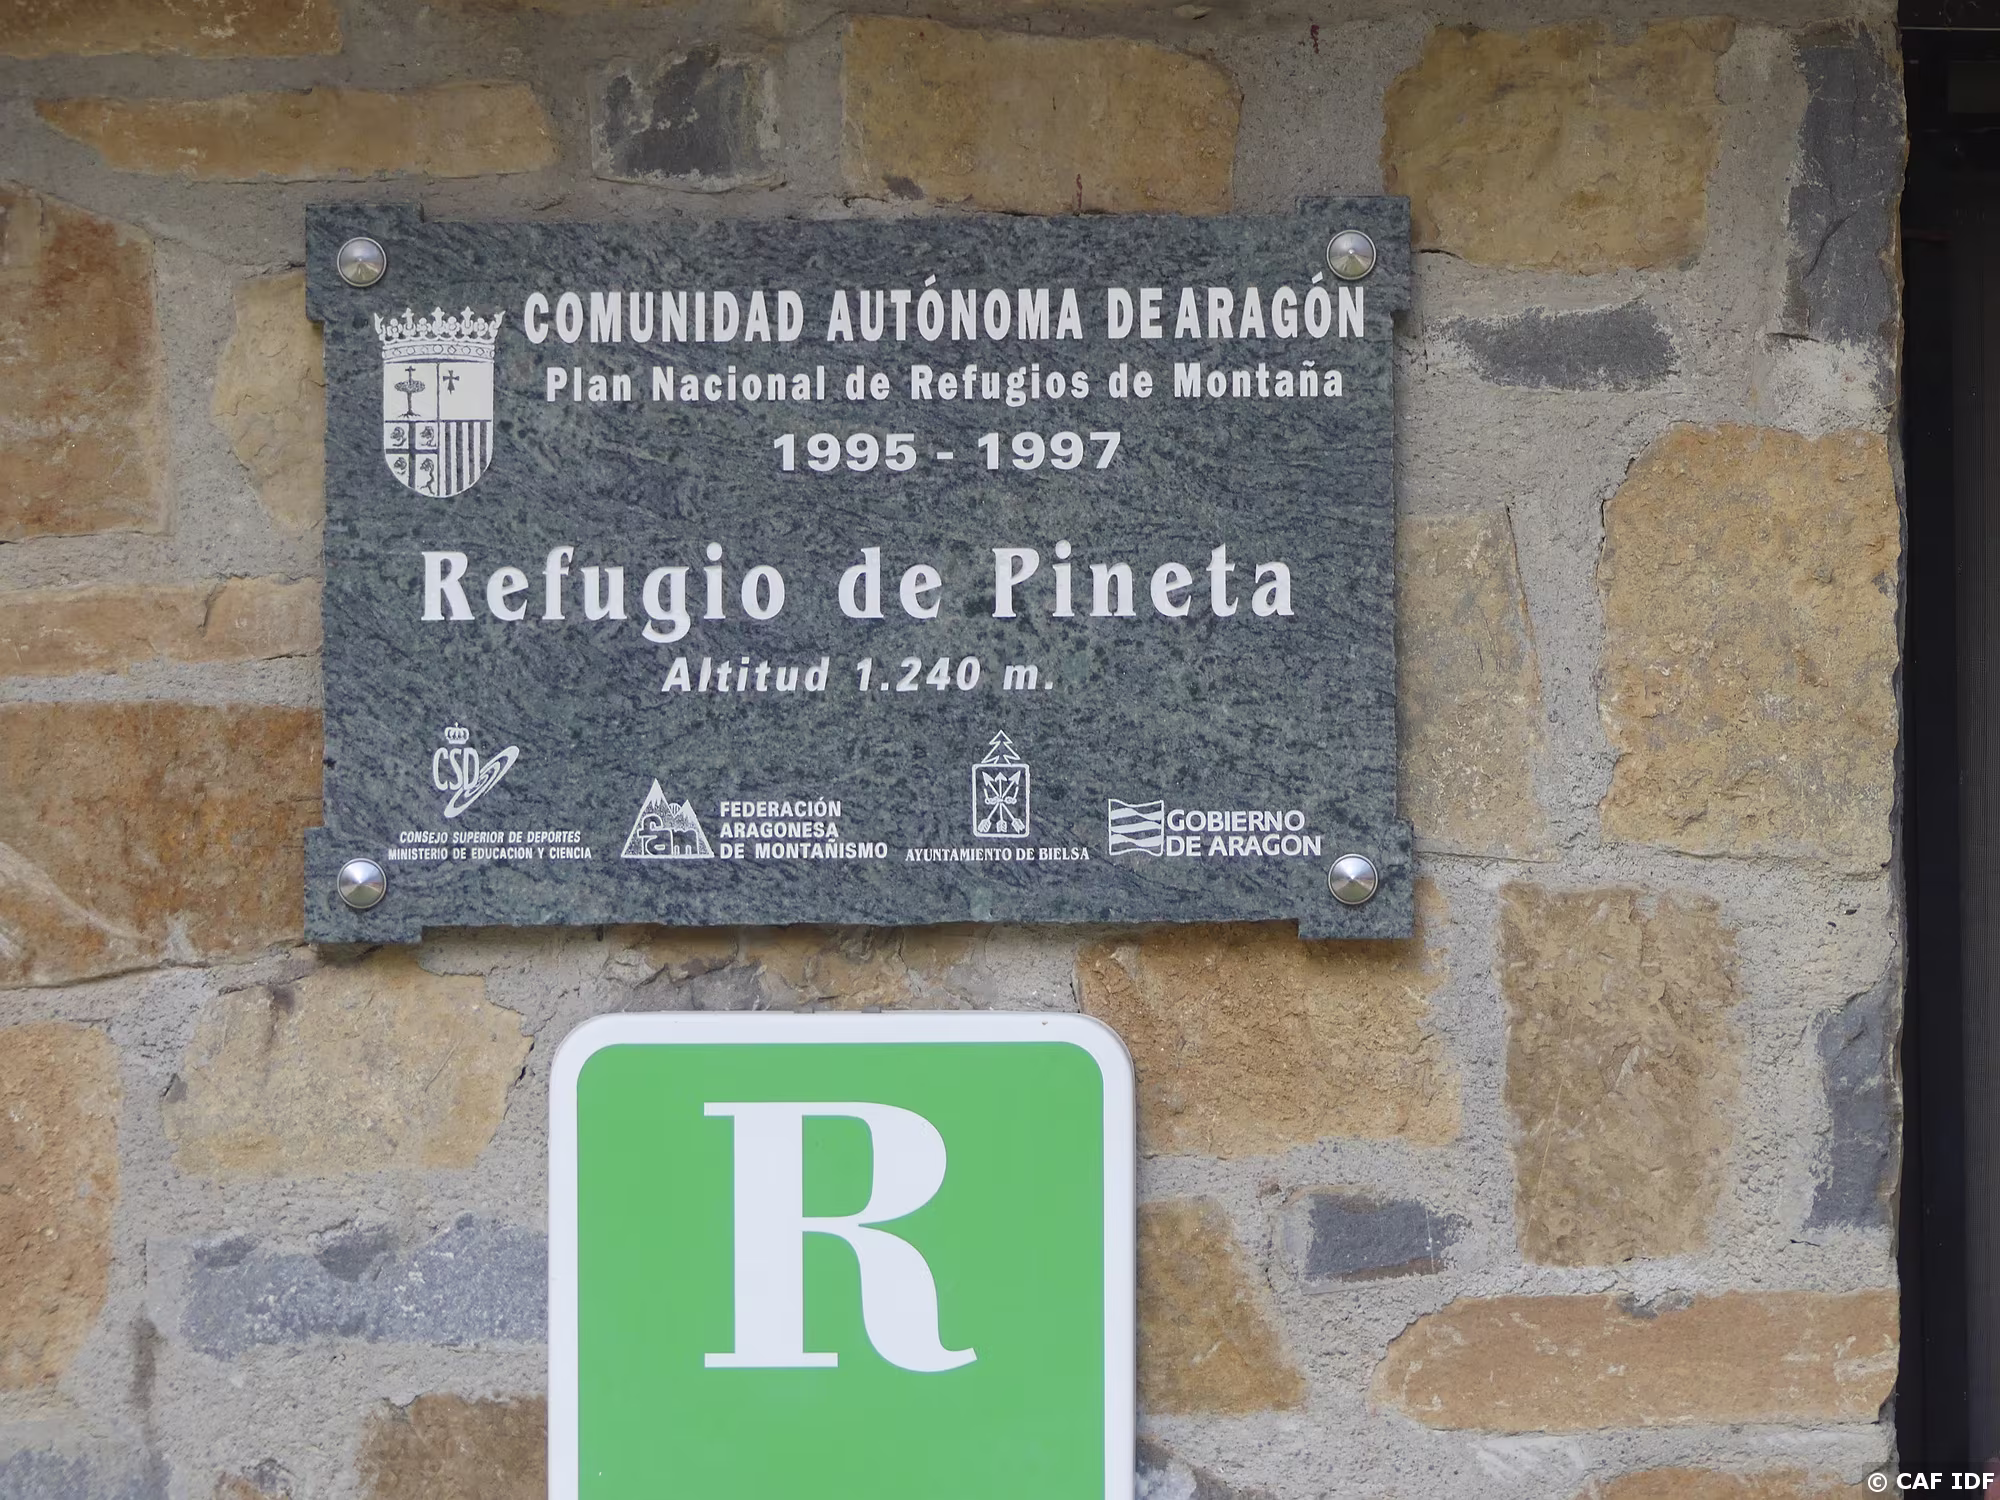 COMUNIDAD AUTÓNOMA DE ARAGÓN
Plan Nacional de Refugios de Montaña
1995 - 1997
Refugio de Pineta
Altitud 1.240 m.
CSD
CONSEJO SUPERIOR DE DEPORTES
MINISTERIO DE EDUCACION Y CIENCIA
fam
FEDERACIÓN
ARAGONESA
DE MONTAÑISMO
AYUNTAMIENTO DE BIELSA
GOBIERNO
DE ARAGON
R
© CAF IDF